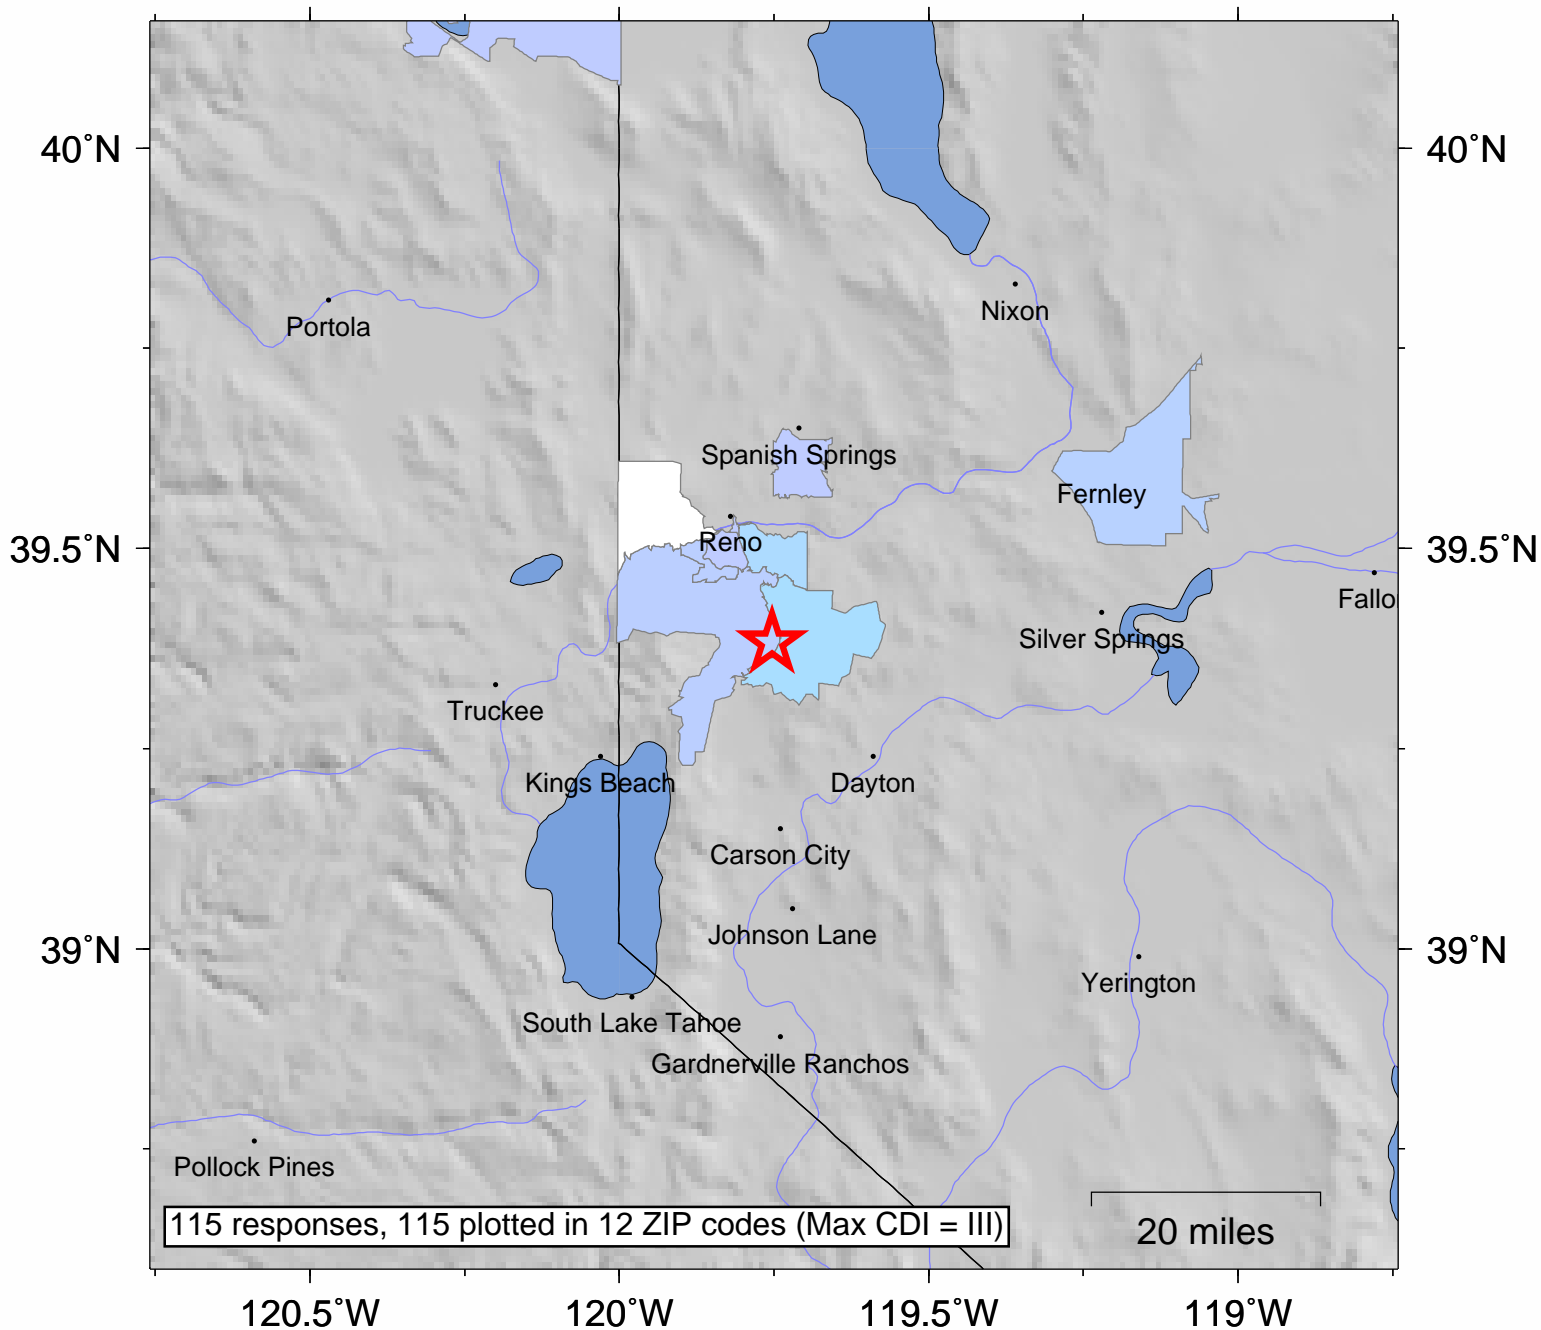 40˚N
40˚N
Nixon
Portola
Spanish Springs
Fernley
Reno
39.5˚N
39.5˚N
Fallo
Silver Springs
Truckee
Kings Beach
Dayton
Carson City
Johnson Lane
39˚N
39˚N
Yerington
South Lake Tahoe
Gardnerville Ranchos
Pollock Pines
115 responses, 115 plotted in 12 ZIP codes (Max CDI = III)
20 miles
120.5˚W
120˚W
119.5˚W
119˚W